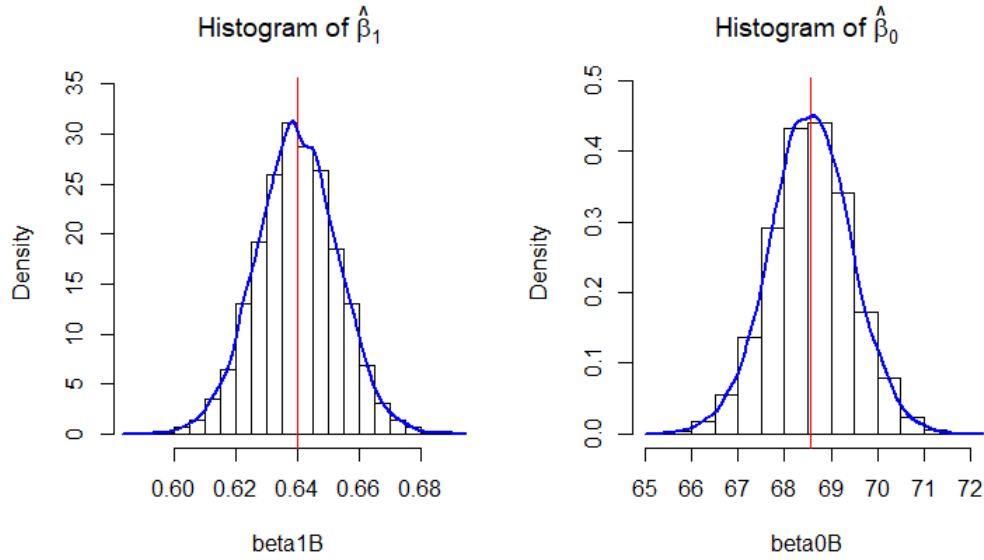 Histogram of β̂₁
Density
0 5 10 15 20 25 30 35
0.60 0.62 0.64 0.66 0.68
beta1B
Histogram of β̂₀
Density
0.0 0.1 0.2 0.3 0.4 0.5
65 66 67 68 69 70 71 72
beta0B